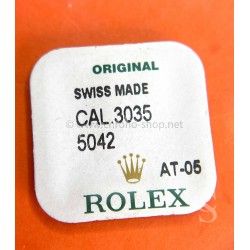 ORIGINAL
SWISS MADE
CAL.3035
5042
AT-05
ROLEX